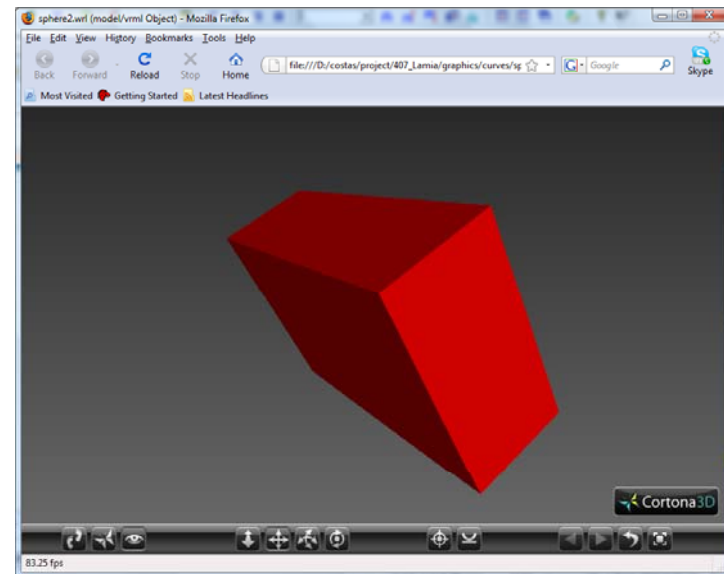 sphere2.wrl (model/vrml Object) - Mozilla Firefox
File Edit View History Bookmarks Tools Help
Back Forward Reload Stop Home file:///D:/costas/project/407_Lamia/graphics/curves/sp Google Skype
Most Visited Getting Started Latest Headlines
Cortona3D
83.25 fps